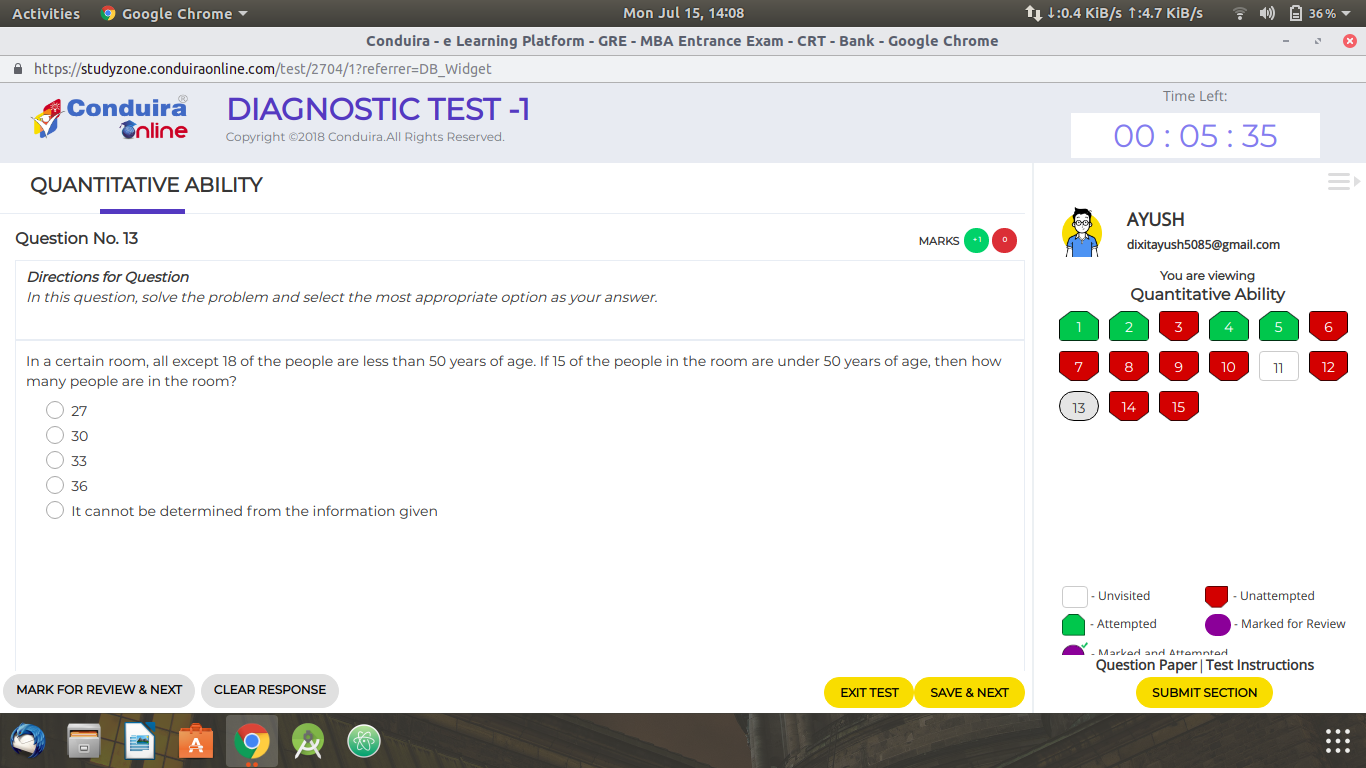 Activities Google Chrome Mon Jul 15, 14:08 ↓:0.4 KiB/s ↑:4.7 KiB/s 36%
Conduira - e Learning Platform - GRE - MBA Entrance Exam - CRT - Bank - Google Chrome
https://studyzone.conduiraonline.com/test/2704/1?referrer=DB_Widget
Conduira®
Online
DIAGNOSTIC TEST -1
Copyright ©2018 Conduira.All Rights Reserved.
Time Left:
00 : 05 : 35
QUANTITATIVE ABILITY
Question No. 13
MARKS +1 0
Directions for Question
In this question, solve the problem and select the most appropriate option as your answer.
In a certain room, all except 18 of the people are less than 50 years of age. If 15 of the people in the room are under 50 years of age, then how
many people are in the room?
27
30
33
36
It cannot be determined from the information given
MARK FOR REVIEW & NEXT CLEAR RESPONSE EXIT TEST SAVE & NEXT
AYUSH
dixitayush5085@gmail.com
You are viewing
Quantitative Ability
1 2 3 4 5 6
7 8 9 10 11 12
13 14 15
- Unvisited - Unattempted
- Attempted - Marked for Review
- Marked and Attempted
Question Paper | Test Instructions
SUBMIT SECTION